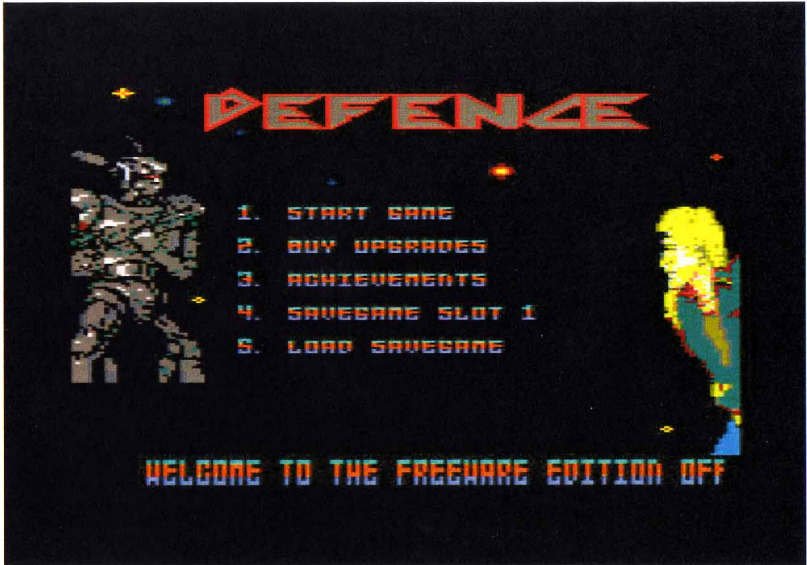 DEFENCE
1. START GAME
2. BUY UPGRADES
3. ACHIEVEMENTS
4. SAVEGAME SLOT 1
5. LOAD SAVEGAME
WELCOME TO THE FREEWARE EDITION OFF